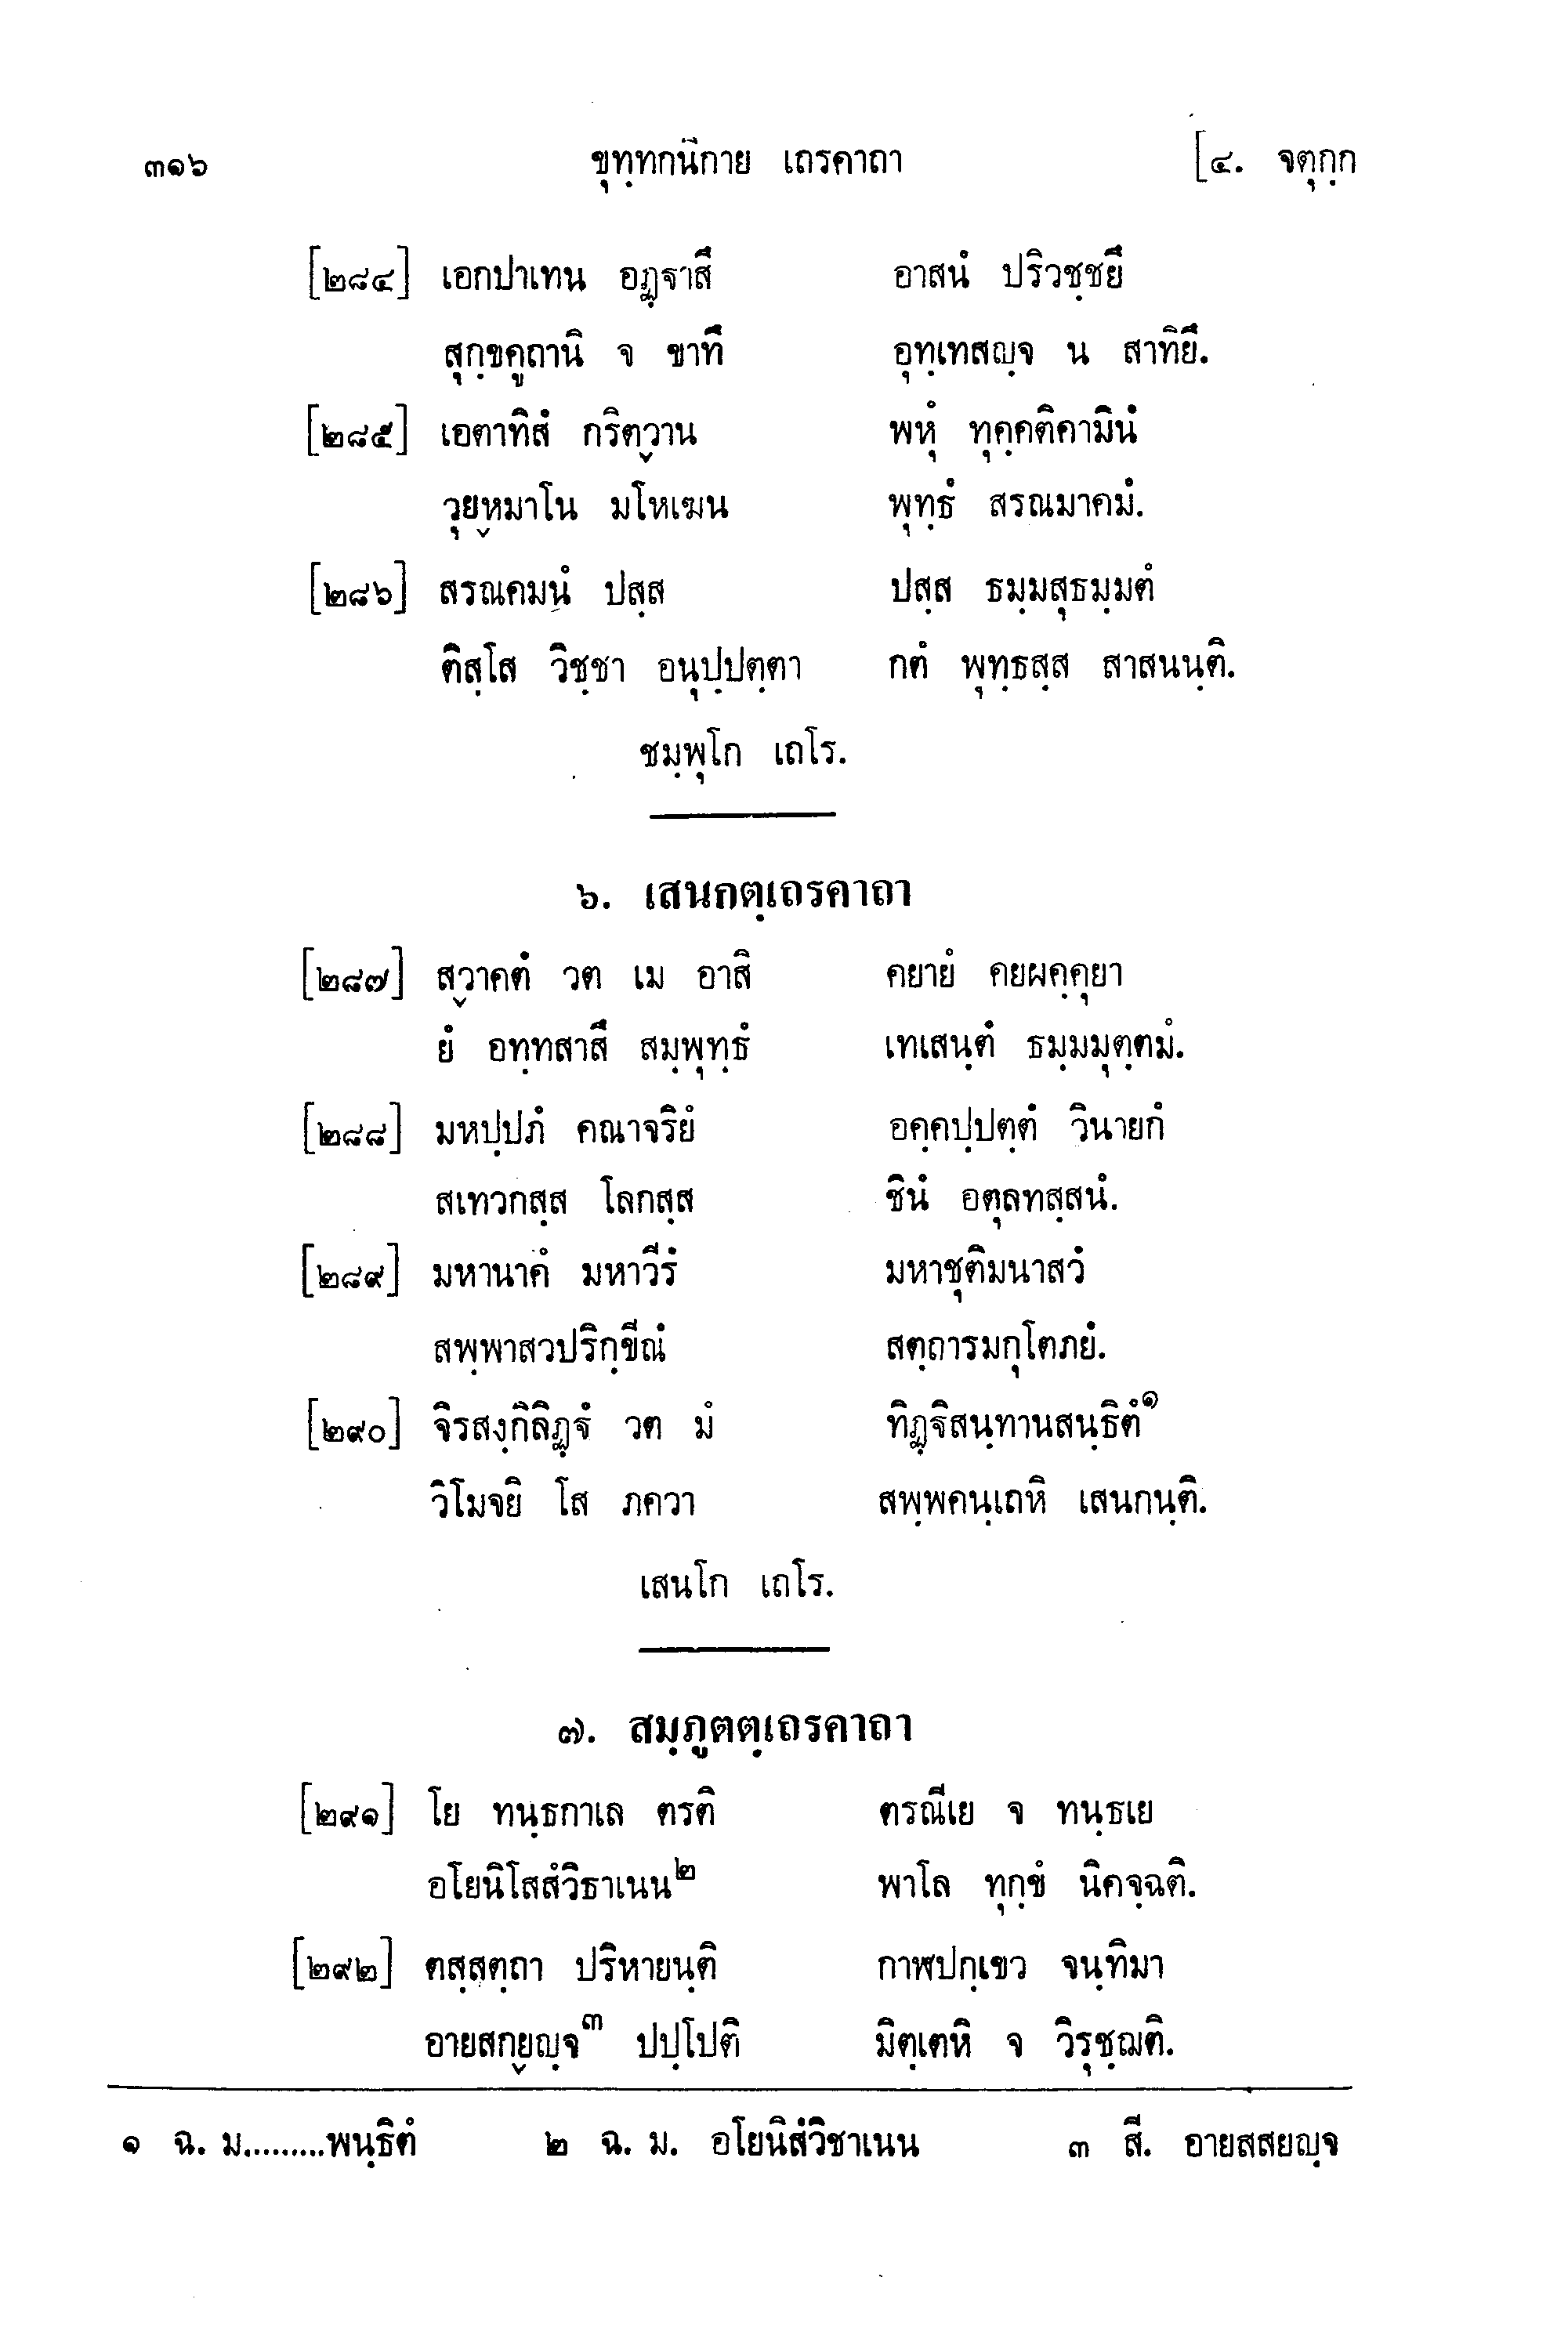 ๓๑๖ ขุทฺทกนิกาย เถรคาถา [๔. จตุกฺก
[๒๘๔] เอกปาเทน อฏฺฐาสึ อาสนํ ปริวชฺชยึ
สุกฺขคูถานิ จ ขาทึ อุทฺเทสญฺจ น สาทิยึ.
[๒๘๕] เอตาทิสํ กริตฺวาน พหุํ ทุคฺคติคามินํ
วุยฺหมาโน มโหเฆน พุทฺธํ สรณมาคมํ.
[๒๘๖] สรณคมนํ ปสฺส ปสฺส ธมฺมสุธมฺมตํ
ติสฺโส วิชฺชา อนุปฺปตฺตา กตํ พุทฺธสฺส สาสนนฺติ.
ชมฺพุโก เถโร.
๖. เสนกตฺเถรคาถา
[๒๘๗] สฺวาคตํ วต เม อาสิ คยายํ คยผคฺคุยา
ยํ อทฺทสาสึ สมฺพุทฺธํ เทเสนฺตํ ธมฺมมุตฺตมํ.
[๒๘๘] มหปฺปภํ คณาจริยํ อคฺคปฺปตฺตํ วินายกํ
สเทวกสฺส โลกสฺส ชินํ อตุลทสฺสนํ.
[๒๘๙] มหานาคํ มหาวีรํ มหาชุติมนาสวํ
สพฺพาสวปริกฺขีณํ สตฺถารมกุโตภยํ.
[๒๙๐] จิรสงฺกิลิฏฺฐํ วต มํ ทิฏฺฐิสนฺทานสนฺธิตํ๑
วิโมจยิ โส ภควา สพฺพคนฺเถหิ เสนกนฺติ.
เสนโก เถโร.
๗. สมฺภูตตฺเถรคาถา
[๒๙๑] โย ทนฺธกาเล ตรติ ตรณีเย จ ทนฺธเย
อโยนิโสสํวิธาเนน๒ พาโล ทุกฺขํ นิคจฺฉติ.
[๒๙๒] ตสฺสตฺถา ปริหายนฺติ กาฬปกฺเขว จนฺทิมา
อายสกฺยญฺจ๓ ปปฺโปติ มิตฺเตหิ จ วิรุชฺฌติ.
๑ ฉ. ม.........พนฺธิตํ ๒ ฉ. ม. อโยนิสํวิชาเนน ๓ สี. อายสสยญฺจ